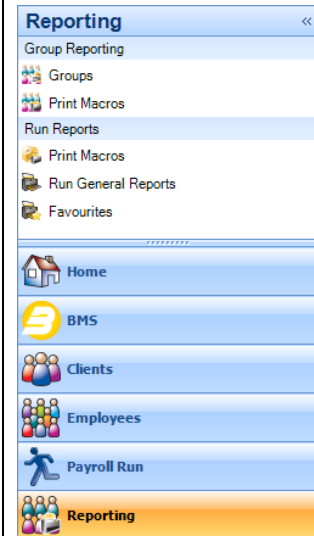 Reporting «
Group Reporting
Groups
Print Macros
Run Reports
Print Macros
Run General Reports
Favourites
Home
BMS
Clients
Employees
Payroll Run
Reporting